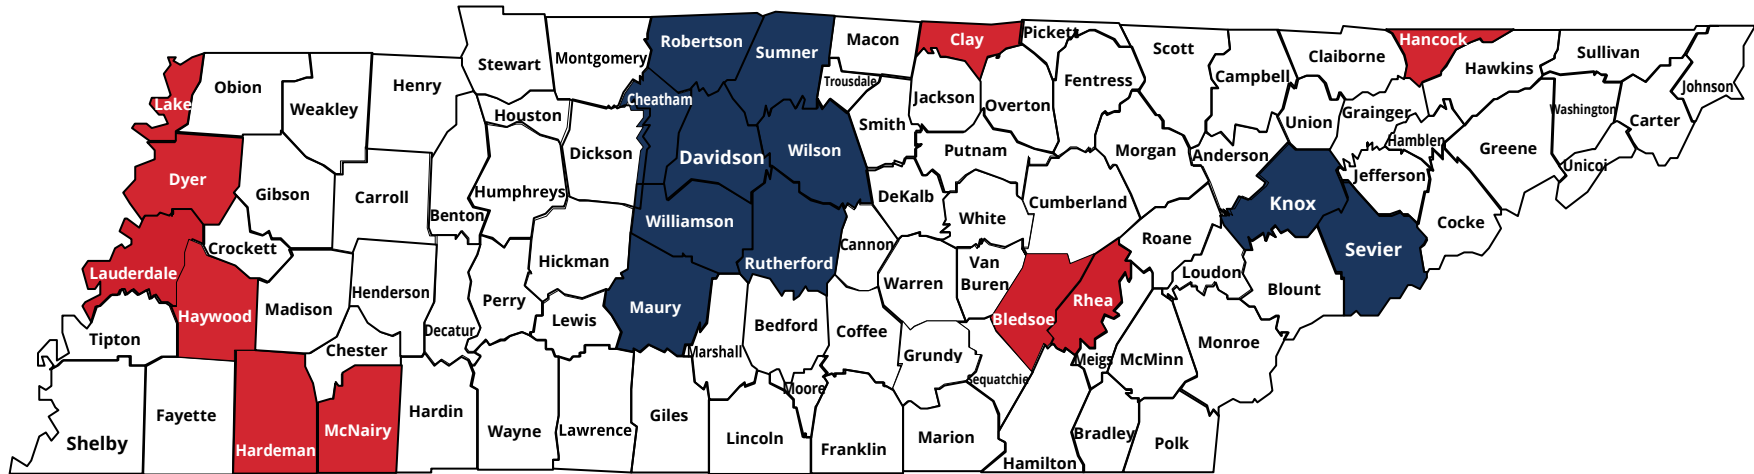 Lake
Obion
Weakley
Henry
Stewart
Montgomery
Robertson
Sumner
Macon
Clay
Pickett
Scott
Claiborne
Hancock
Hawkins
Sullivan
Johnson
Trousdale
Fentress
Campbell
Cheatham
Houston
Jackson
Overton
Union
Grainger
Washington
Carter
Dickson
Davidson
Wilson
Smith
Putnam
Morgan
Anderson
Hamblen
Greene
Unicoi
Dyer
Gibson
Carroll
Humphreys
Benton
Jefferson
DeKalb
White
Cumberland
Knox
Cocke
Williamson
Crockett
Cannon
Roane
Sevier
Lauderdale
Hickman
Rutherford
Van
Buren
Loudon
Blount
Haywood
Madison
Henderson
Perry
Maury
Warren
Rhea
Bledsoe
Tipton
Decatur
Lewis
Bedford
Coffee
Chester
Marshall
Grundy
Meigs
McMinn
Monroe
Moore
Sequatchie
Shelby
Fayette
Hardeman
McNairy
Hardin
Wayne
Lawrence
Giles
Lincoln
Franklin
Marion
Hamilton
Bradley
Polk